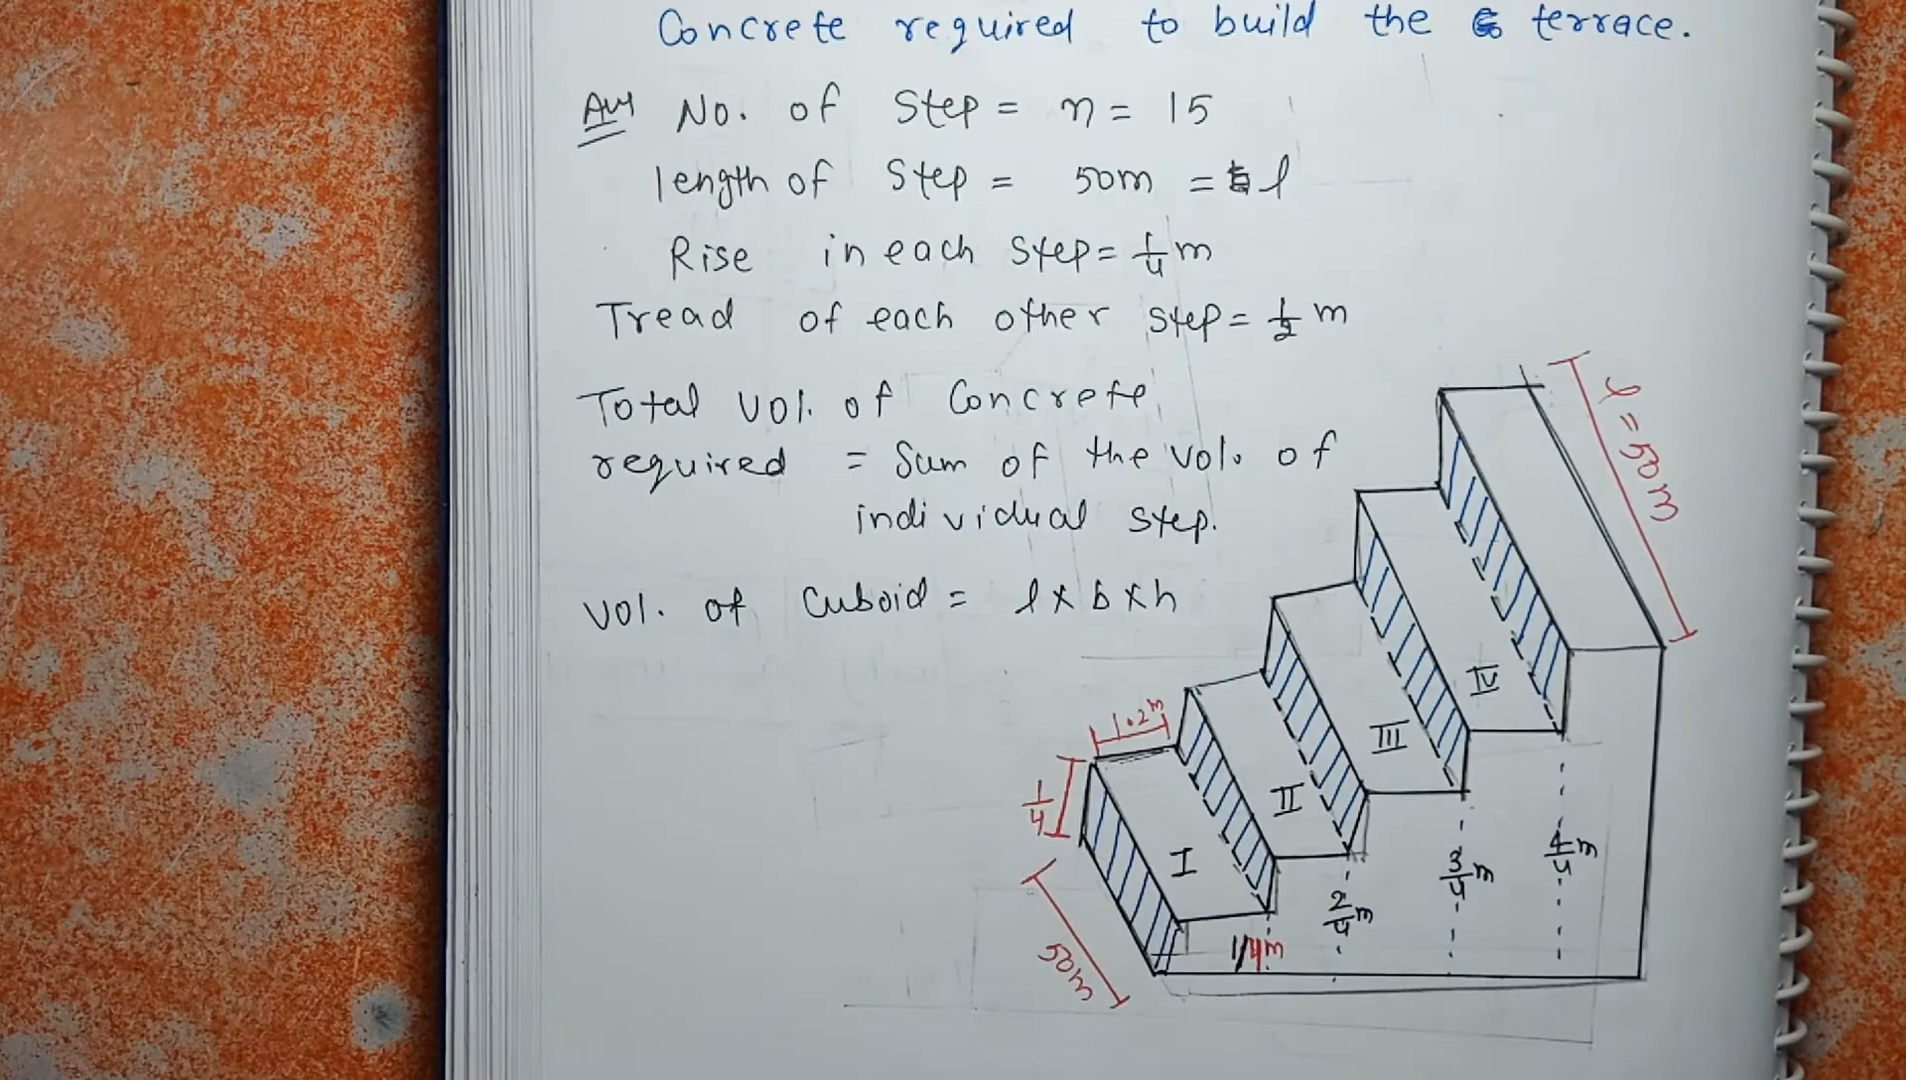 Concrete required to build the terrace.
Ans No. of Step = n = 15
length of Step = 50m = l
Rise in each Step = 1/4 m
Tread of each other step = 1/2 m
Total vol. of Concrete
required = Sum of the vol. of
individual step.
vol. of Cuboid = l x b x h
l = 50m
IV
III
1.2m
II
1/4
I
4/4 m
3/4 m
2/4 m
1/4m
50m